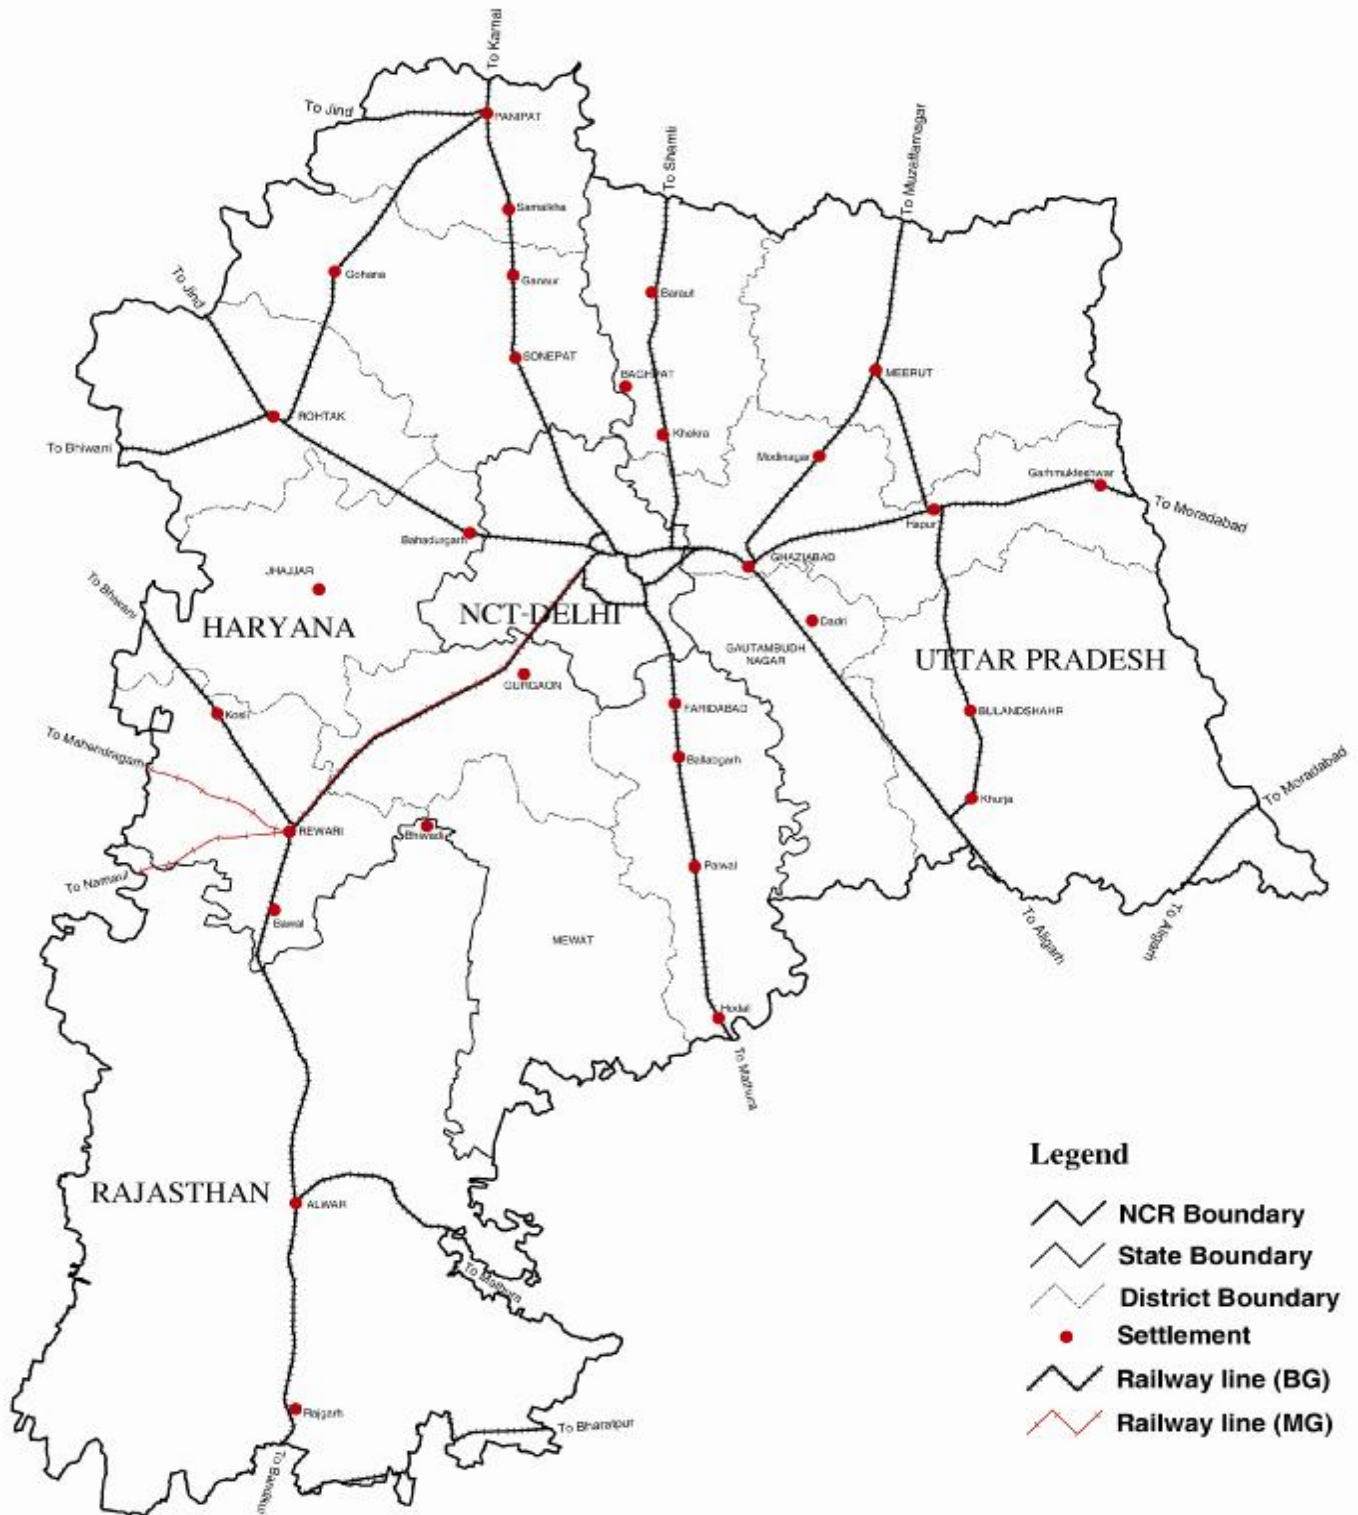 To Karnal
To Jind
PANIPAT
To Shamli
To Muzaffarnagar
Samalkha
Gohana
Ganaur
Baraut
To Jind
SONEPAT
BAGHPAT
MEERUT
ROHTAK
Khekra
To Bhiwani
Modinagar
Garhmukteshwar
To Moradabad
Hapur
Bahadurgarh
GHAZIABAD
JHAJJAR
To Bhiwani
HARYANA
NCT-DELHI
Dadri
GAUTAMBUDH
NAGAR
UTTAR PRADESH
GURGAON
Kosli
FARIDABAD
BULANDSHAHR
To Mahendragarh
Ballabgarh
To Moradabad
Khurja
REWARI
Bhiwadi
Palwal
To Narnaul
Bawal
To Aligarh
To Aligarh
MEWAT
Hodal
To Mathura
Legend
RAJASTHAN
ALWAR
NCR Boundary
State Boundary
To Mathura
District Boundary
Settlement
Railway line (BG)
Rajgarh
To Bharatpur
Railway line (MG)